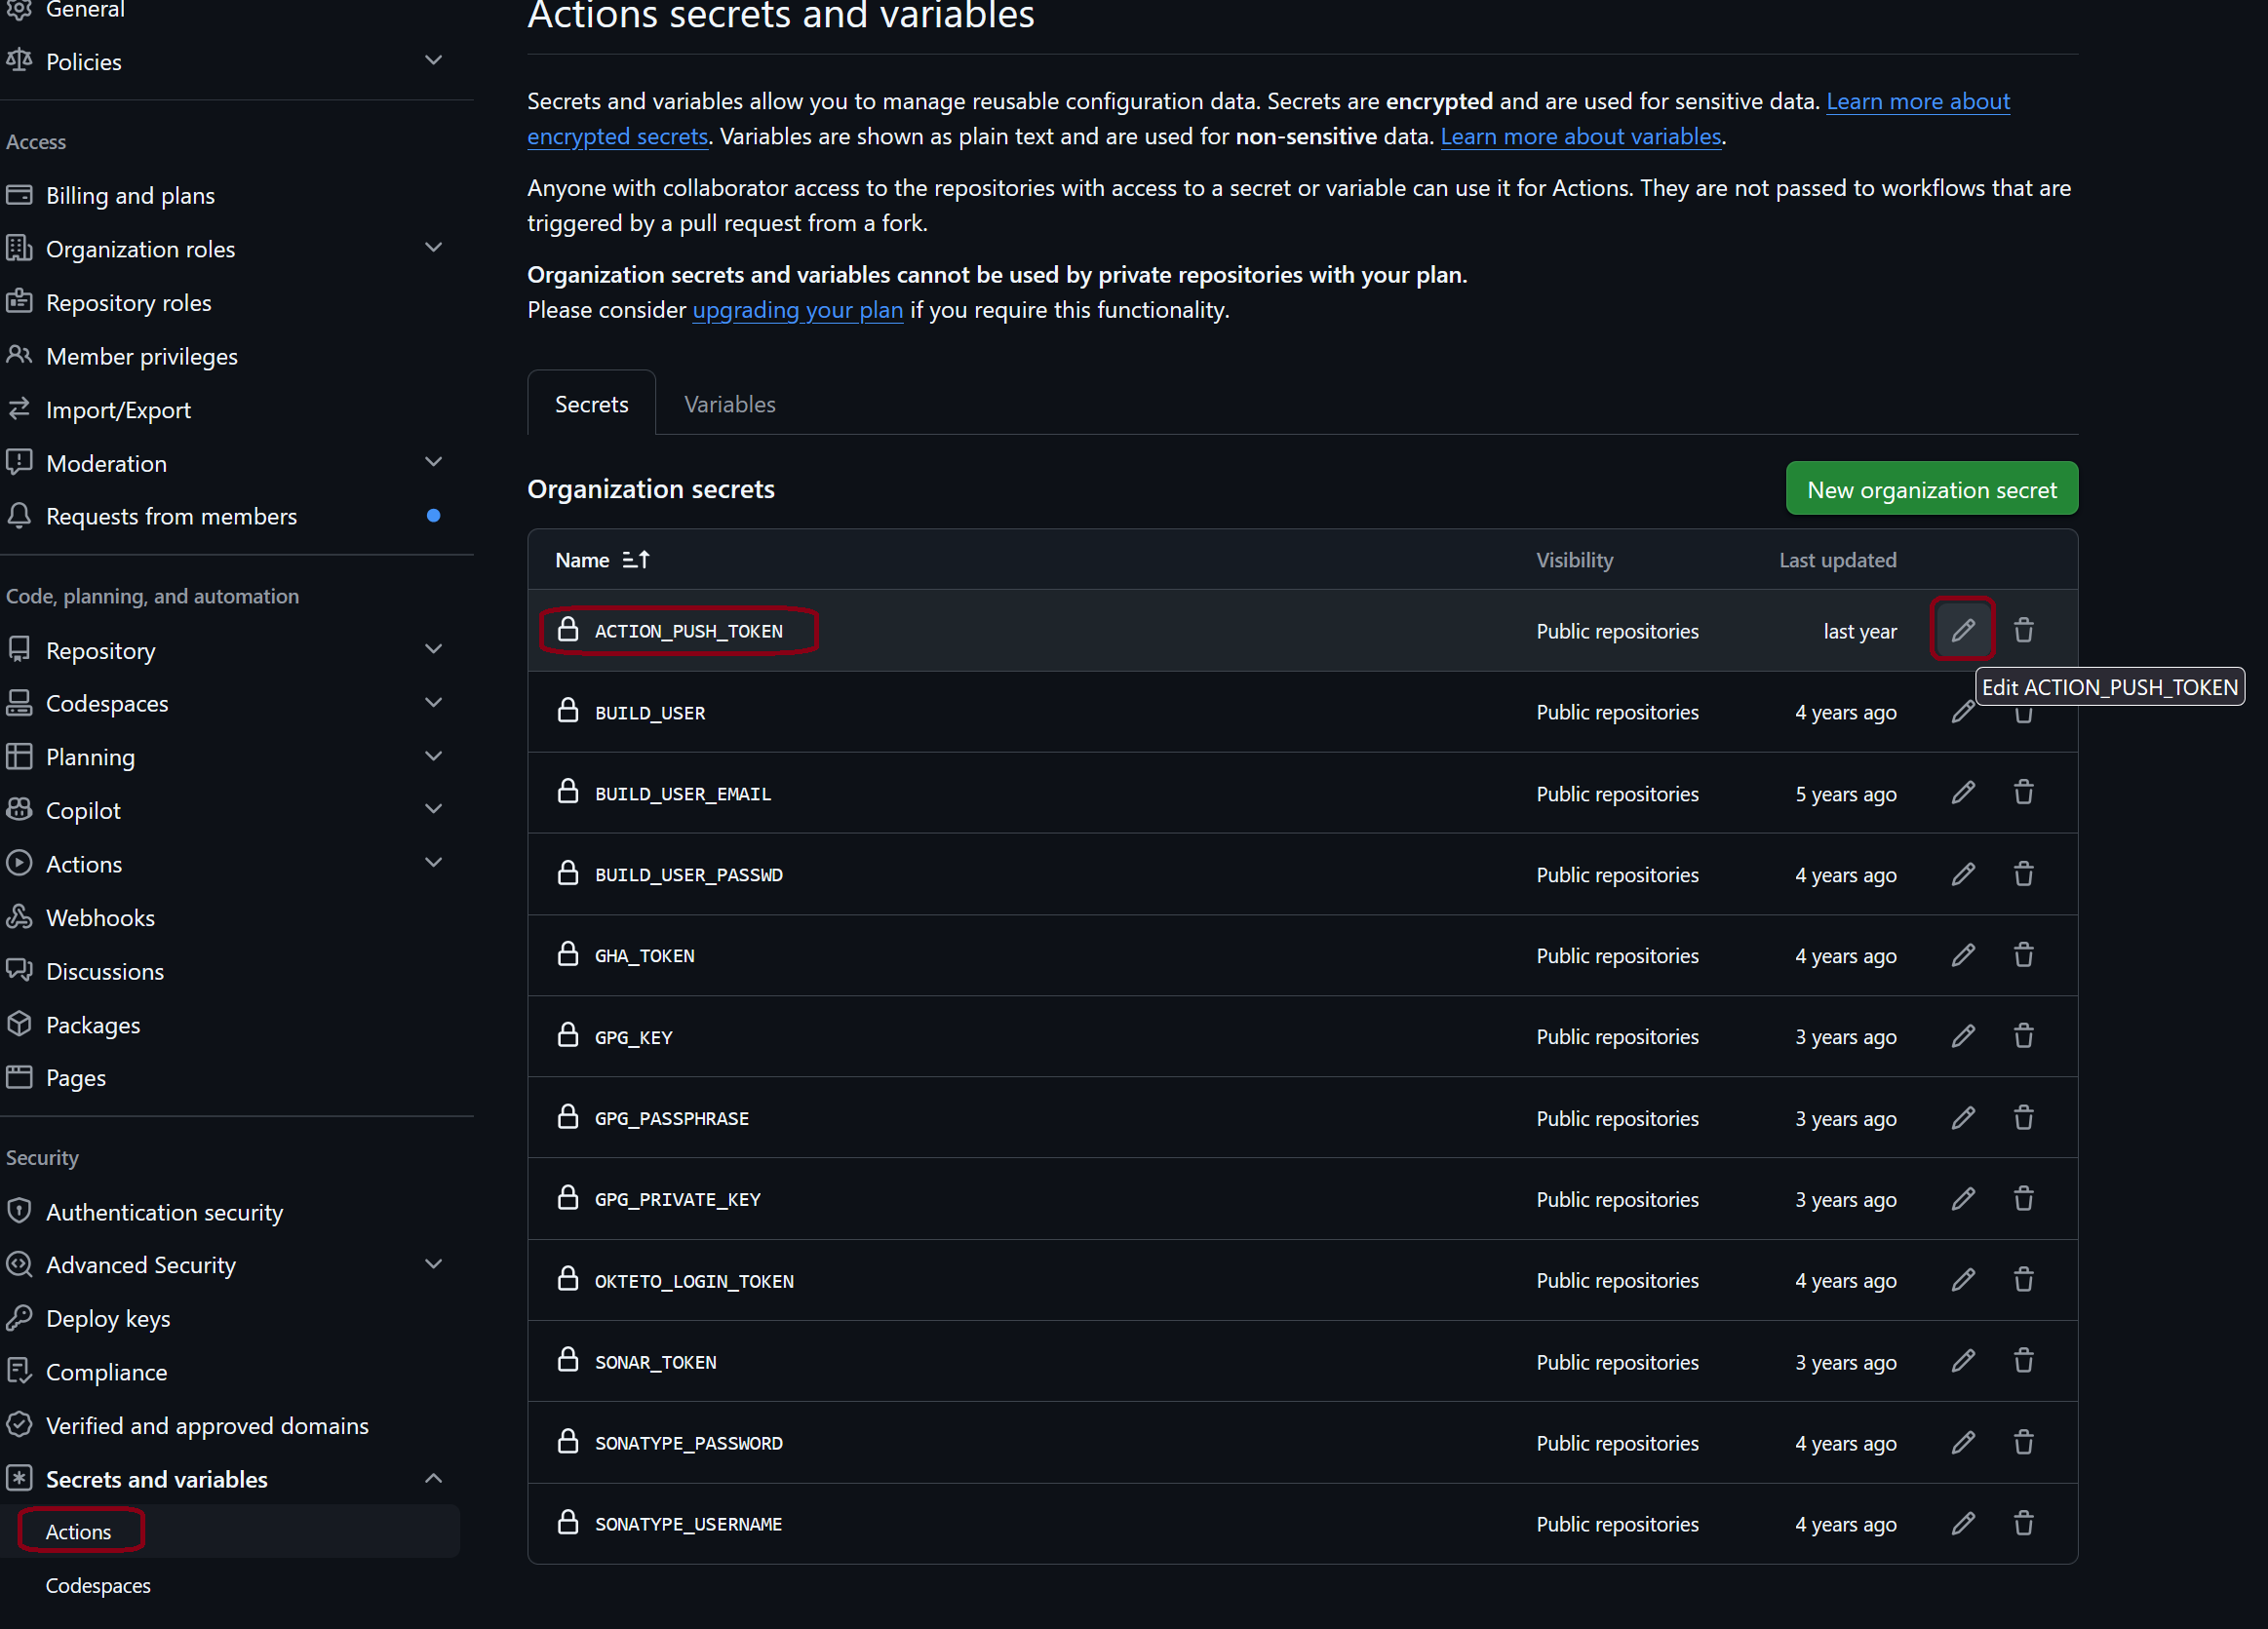 General
Policies
Access
Billing and plans
Organization roles
Repository roles
Member privileges
Import/Export
Moderation
Requests from members
Code, planning, and automation
Repository
Codespaces
Planning
Copilot
Actions
Webhooks
Discussions
Packages
Pages
Security
Authentication security
Advanced Security
Deploy keys
Compliance
Verified and approved domains
Secrets and variables
Actions
Codespaces
Actions secrets and variables
Secrets and variables allow you to manage reusable configuration data. Secrets are encrypted and are used for sensitive data. Learn more about
encrypted secrets. Variables are shown as plain text and are used for non-sensitive data. Learn more about variables.
Anyone with collaborator access to the repositories with access to a secret or variable can use it for Actions. They are not passed to workflows that are
triggered by a pull request from a fork.
Organization secrets and variables cannot be used by private repositories with your plan.
Please consider upgrading your plan if you require this functionality.
Secrets Variables
Organization secrets New organization secret
Name Visibility Last updated
ACTION_PUSH_TOKEN Public repositories last year
Edit ACTION_PUSH_TOKEN
BUILD_USER Public repositories 4 years ago
BUILD_USER_EMAIL Public repositories 5 years ago
BUILD_USER_PASSWD Public repositories 4 years ago
GHA_TOKEN Public repositories 4 years ago
GPG_KEY Public repositories 3 years ago
GPG_PASSPHRASE Public repositories 3 years ago
GPG_PRIVATE_KEY Public repositories 3 years ago
OKTETO_LOGIN_TOKEN Public repositories 4 years ago
SONAR_TOKEN Public repositories 3 years ago
SONATYPE_PASSWORD Public repositories 4 years ago
SONATYPE_USERNAME Public repositories 4 years ago